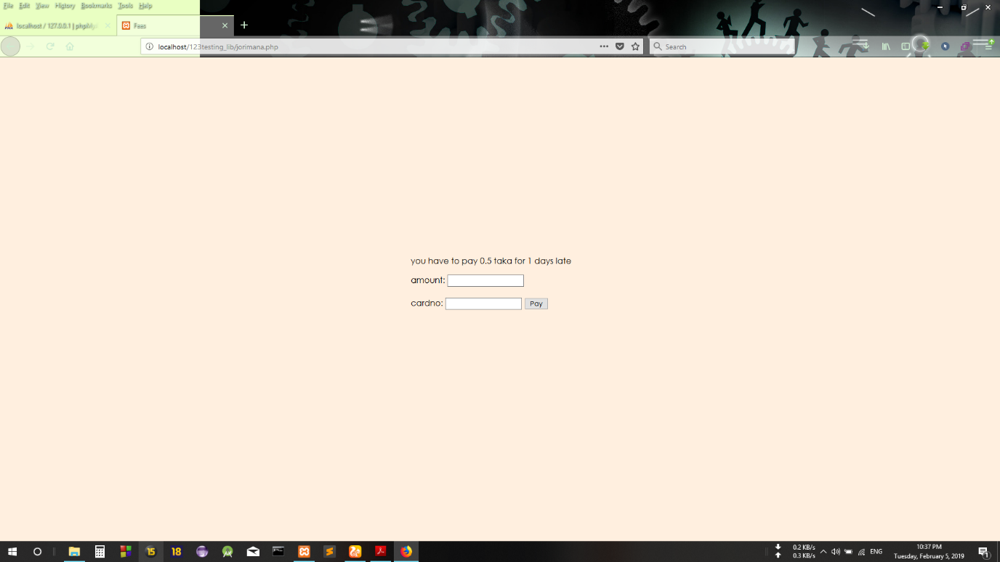 File Edit View History Bookmarks Tools Help
localhost / 127.0.0.1 | phpMy
Fees
localhost/123testing_lib/jorimana.php
Search
you have to pay 0.5 taka for 1 days late
amount:
cardno:
Pay
15
18
0.2 KB/s
0.3 KB/s
ENG
10:37 PM
Tuesday, February 5, 2019
1